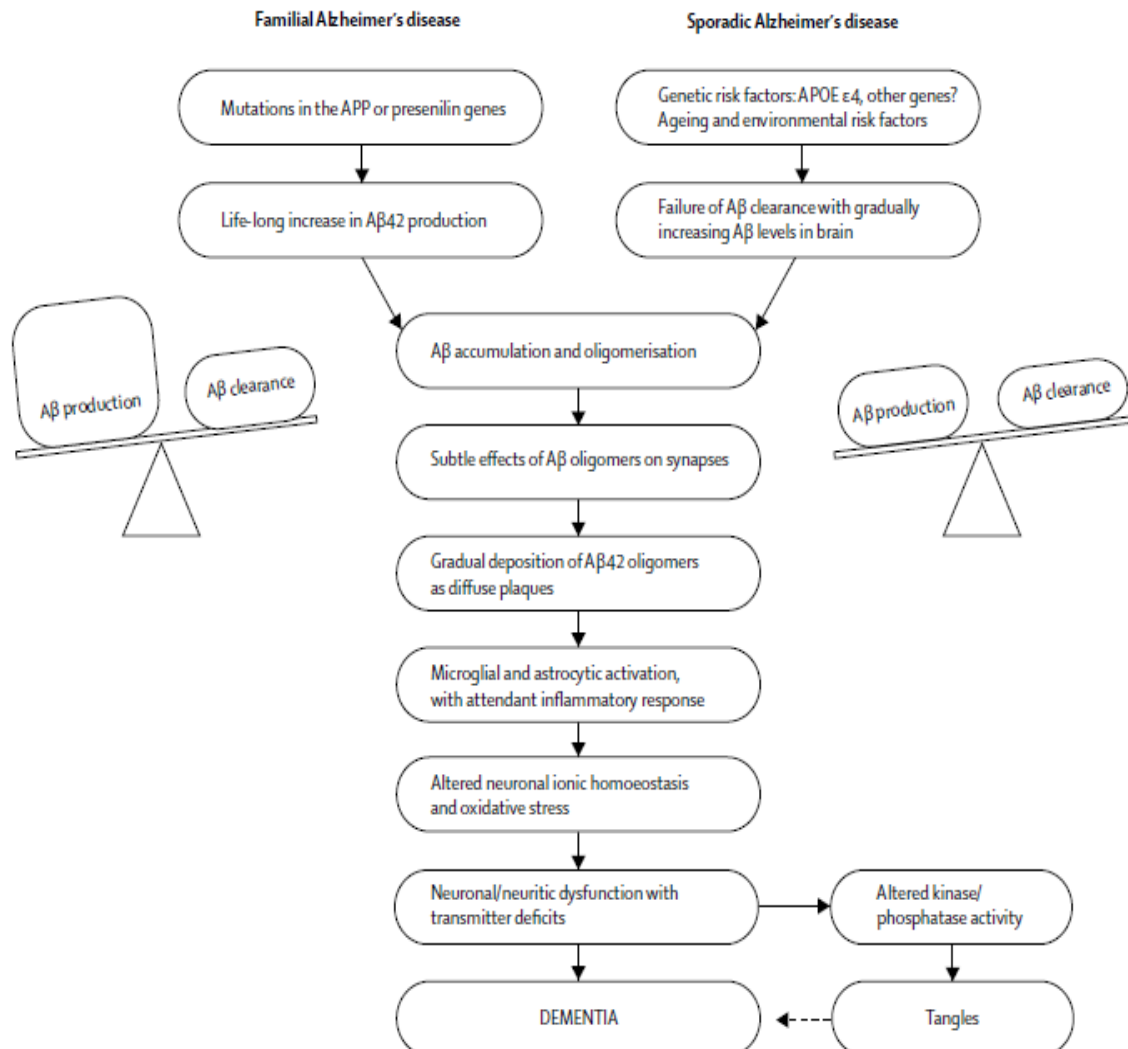 Familial Alzheimer's disease
Sporadic Alzheimer's disease
Mutations in the APP or presenilin genes
Genetic risk factors: APOE ε4, other genes?
Ageing and environmental risk factors
Life-long increase in Aβ42 production
Failure of Aβ clearance with gradually
increasing Aβ levels in brain
Aβ production
Aβ clearance
Aβ accumulation and oligomerisation
Aβ production
Aβ clearance
Subtle effects of Aβ oligomers on synapses
Gradual deposition of Aβ42 oligomers
as diffuse plaques
Microglial and astrocytic activation,
with attendant inflammatory response
Altered neuronal ionic homoeostasis
and oxidative stress
Neuronal/neuritic dysfunction with
transmitter deficits
Altered kinase/
phosphatase activity
DEMENTIA
Tangles